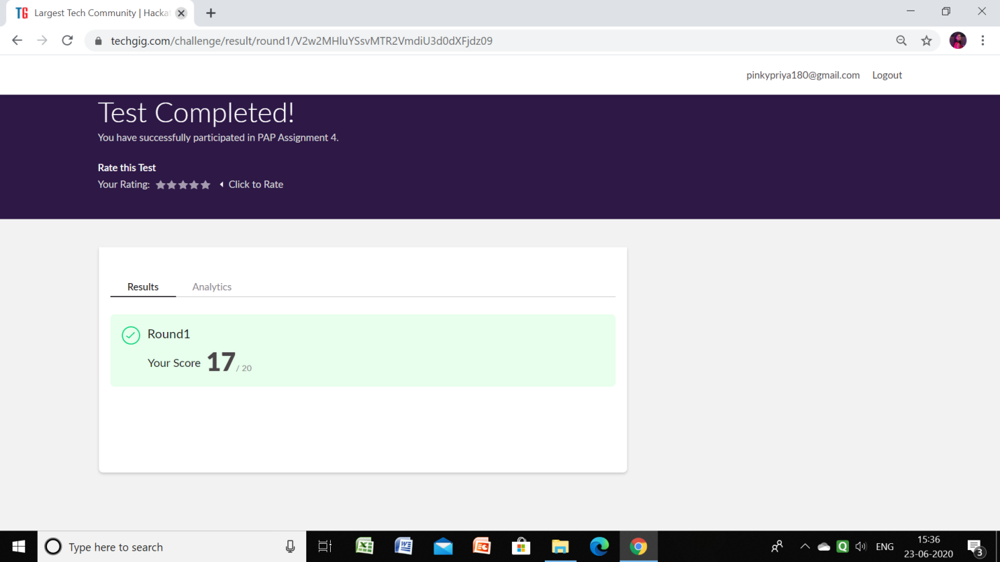 TG Largest Tech Community | Hacka
techgig.com/challenge/result/round1/V2w2MHluYSsvMTR2VmdiU3d0dXFjdz09
pinkypriya180@gmail.com Logout
Test Completed!
You have successfully participated in PAP Assignment 4.
Rate this Test
Your Rating: Click to Rate
Results Analytics
Round1
Your Score 17 / 20
Type here to search
ENG
15:36
23-06-2020
3